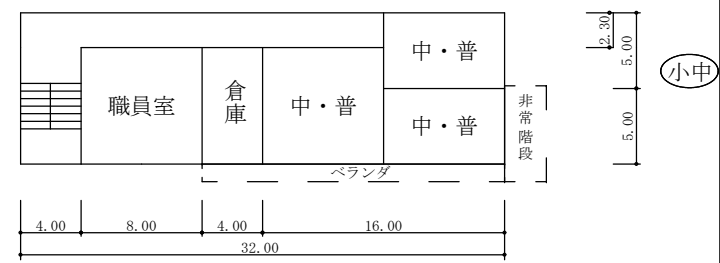 中・普
2.30
5.00
小中
職員室
倉庫
中・普
中・普
非常階段
5.00
ベランダ
4.00
8.00
4.00
16.00
32.00